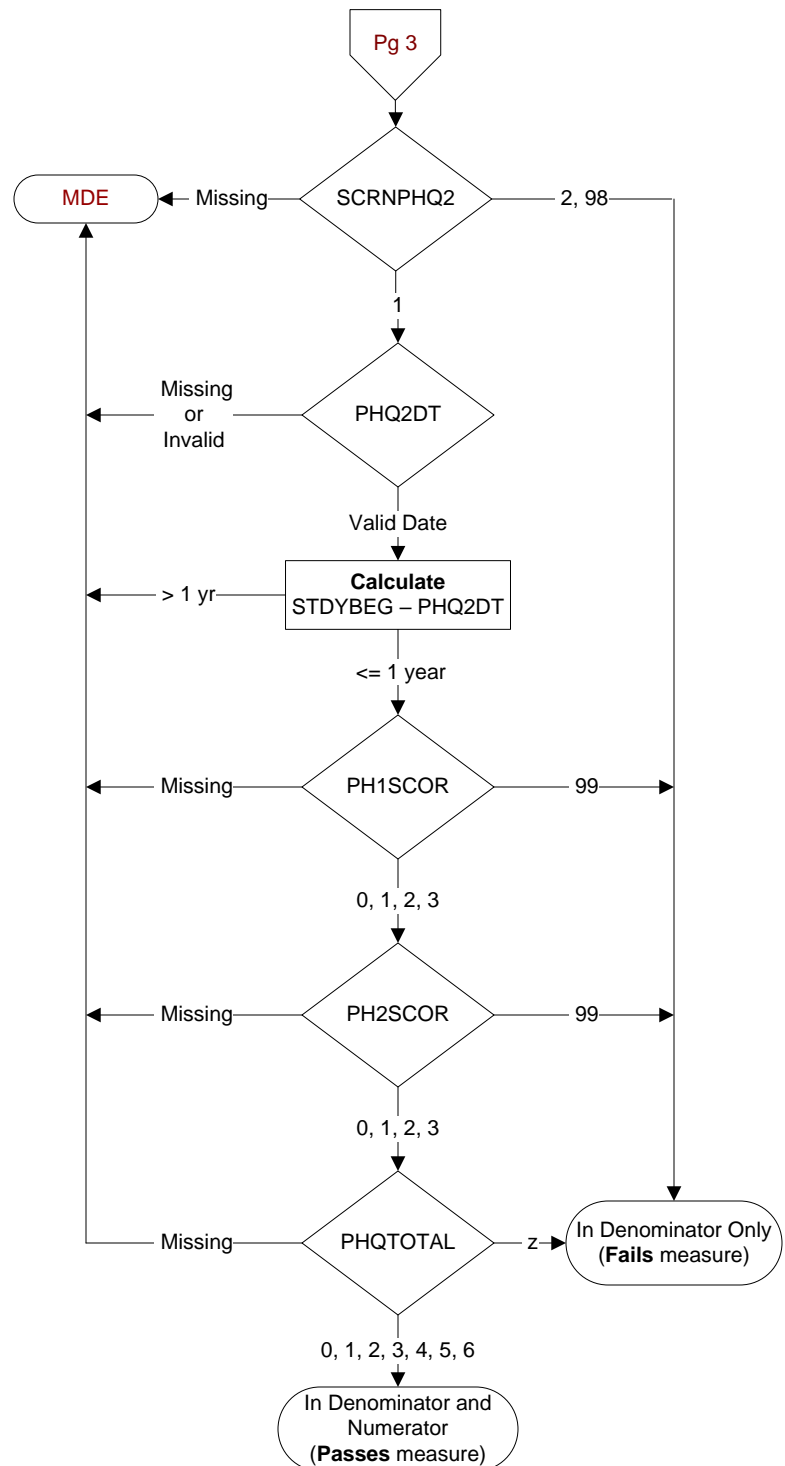 Pg 3
MDE
Missing
SCRNPHQ2
2, 98
1
Missing
or
Invalid
PHQ2DT
Valid Date
> 1 yr
Calculate
STDYBEG – PHQ2DT
<= 1 year
Missing
PH1SCOR
99
0, 1, 2, 3
Missing
PH2SCOR
99
0, 1, 2, 3
Missing
PHQTOTAL
z
In Denominator Only
(Fails measure)
0, 1, 2, 3, 4, 5, 6
In Denominator and
Numerator
(Passes measure)